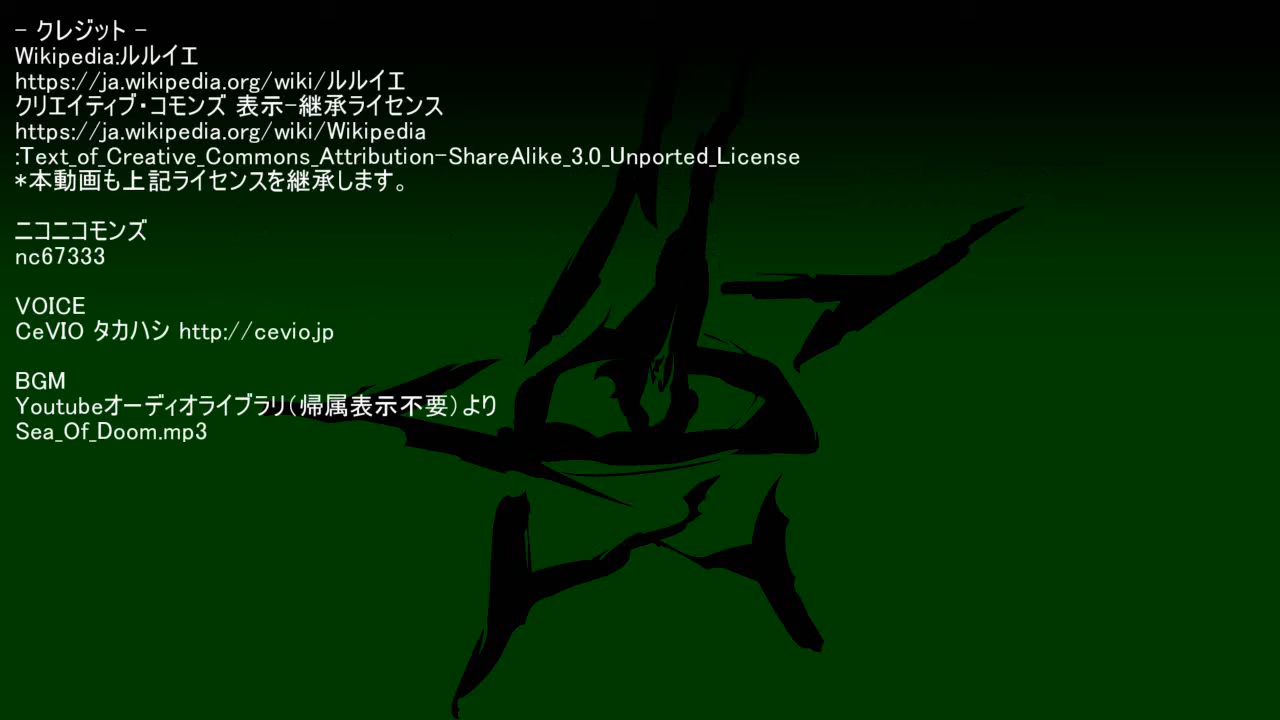 - クレジット -
Wikipedia:ルルイエ
https://ja.wikipedia.org/wiki/ルルイエ
クリエイティブ・コモンズ 表示-継承ライセンス
https://ja.wikipedia.org/wiki/Wikipedia
:Text_of_Creative_Commons_Attribution-ShareAlike_3.0_Unported_License
*本動画も上記ライセンスを継承します。
ニコニコモンズ
nc67333
VOICE
CeVIO タカハシ http://cevio.jp
BGM
Youtubeオーディオライブラリ(帰属表示不要)より
Sea_Of_Doom.mp3